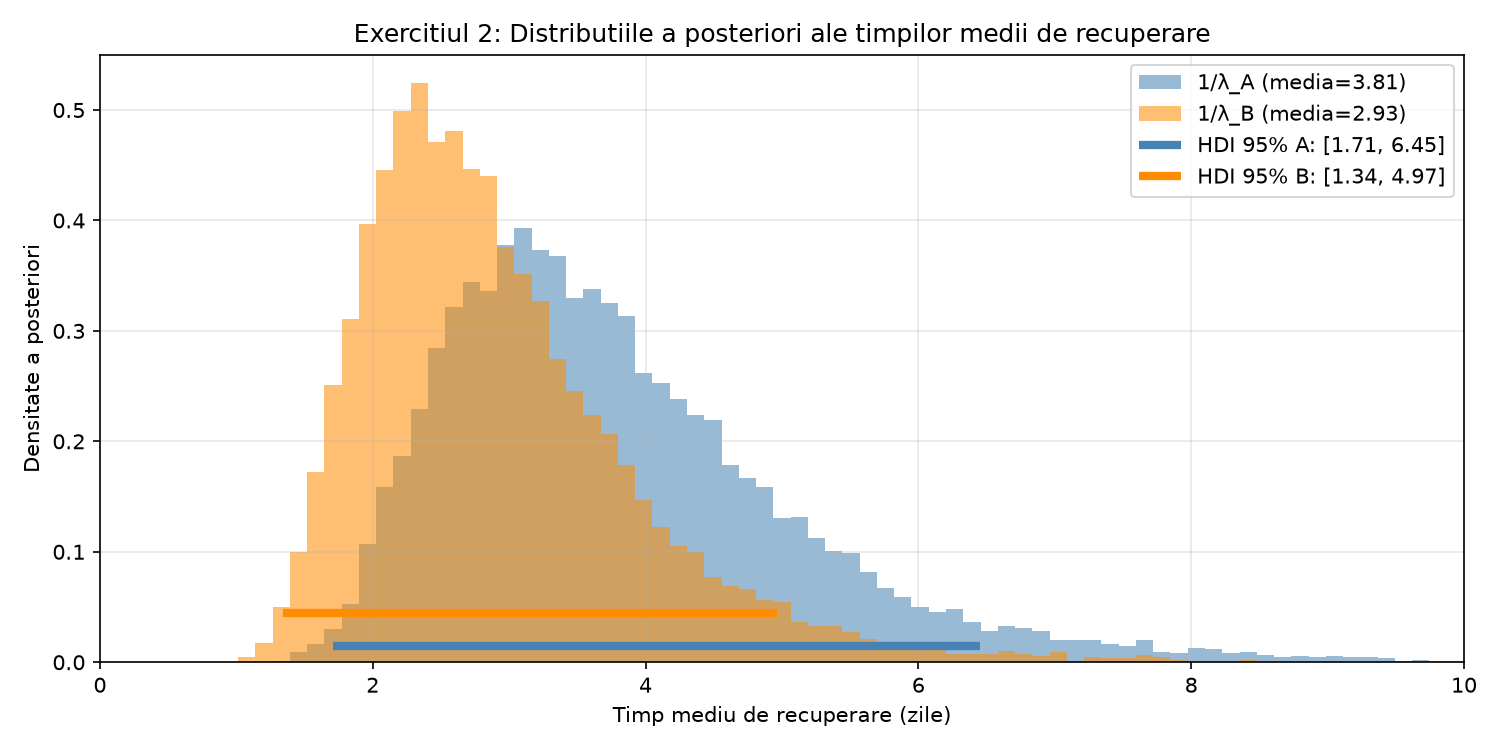 Exercitiul 2: Distributiile a posteriori ale timpilor medii de recuperare
1/λ_A (media=3.81)
1/λ_B (media=2.93)
HDI 95% A: [1.71, 6.45]
HDI 95% B: [1.34, 4.97]
Densitate a posteriori
0.5
0.4
0.3
0.2
0.1
0.0
0 2 4 6 8 10
Timp mediu de recuperare (zile)